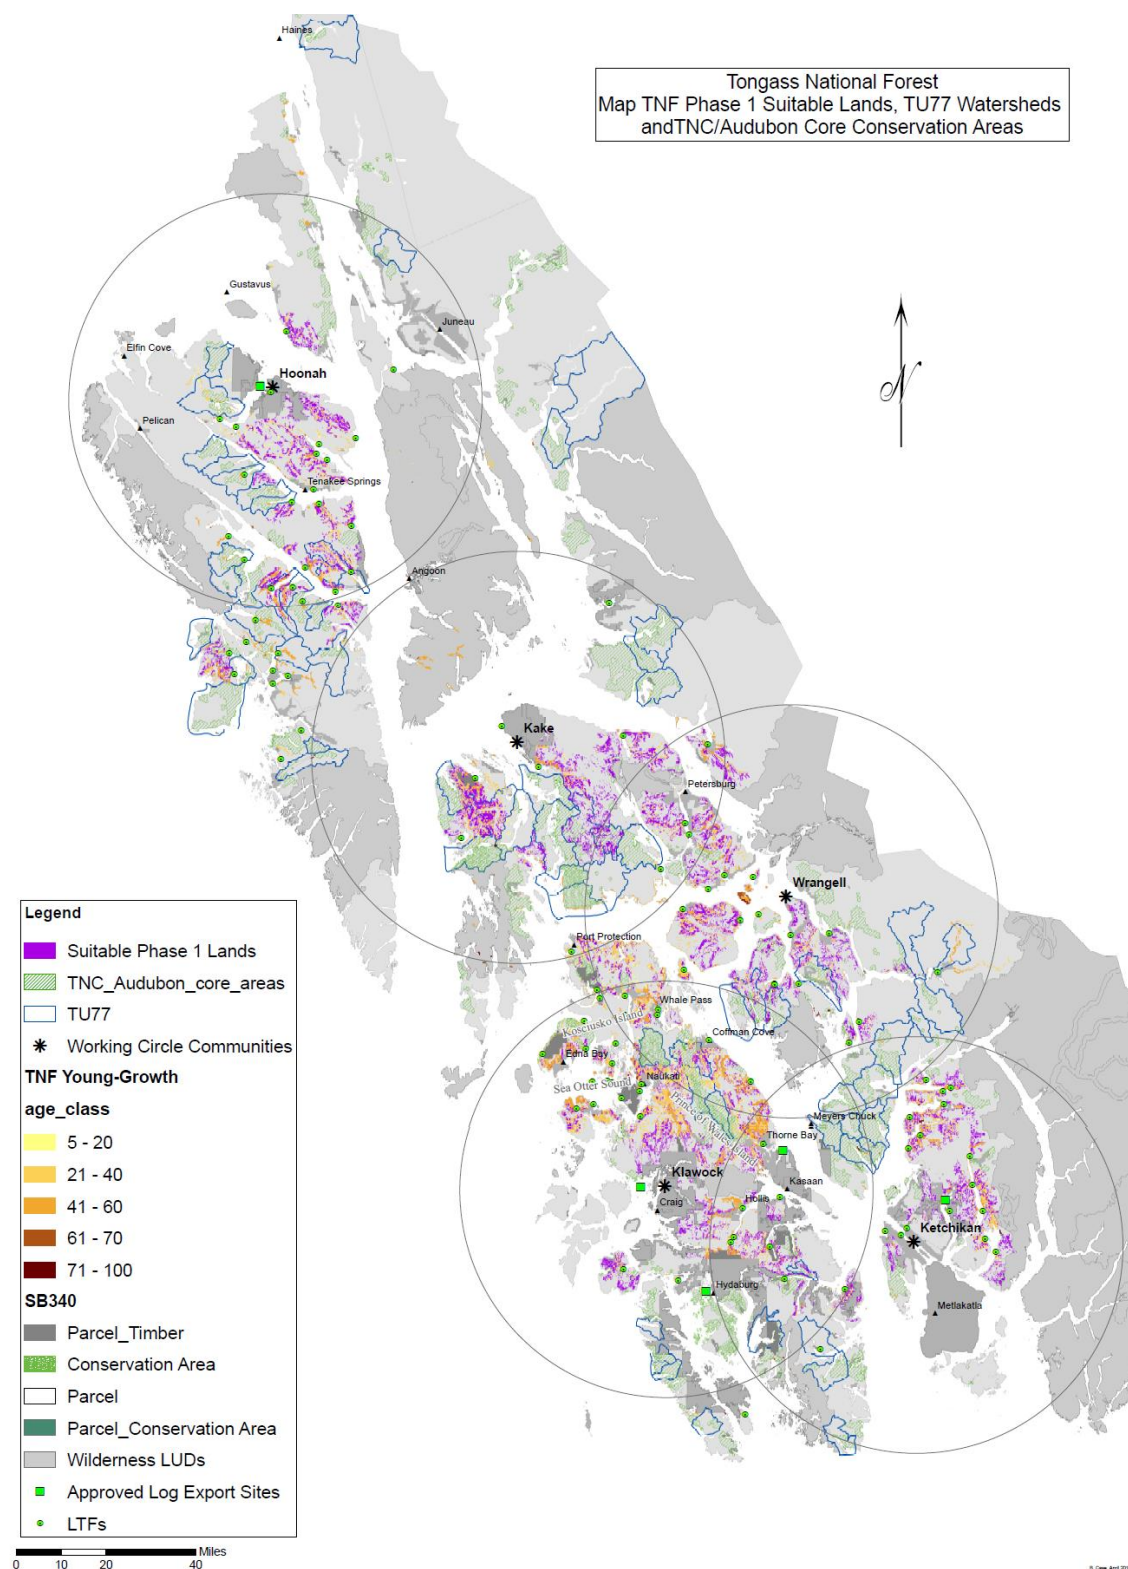 Haines
Tongass National Forest
Map TNF Phase 1 Suitable Lands, TU77 Watersheds
andTNC/Audubon Core Conservation Areas
Gustavus
Juneau
Elfin Cove
Hoonah
N
Pelican
Tenakee Springs
Angoon
Kake
Petersburg
Wrangell
Port Protection
Whale Pass
Kosciusko Island
Coffman Cove
Edna Bay
Sea Otter Sound
Naukati
Prince of Wales Island
Meyers Chuck
Thorne Bay
Klawock
Kasaan
Craig
Hollis
Ketchikan
Hydaburg
Metlakatla
Legend
Suitable Phase 1 Lands
TNC_Audubon_core_areas
TU77
Working Circle Communities
TNF Young-Growth
age_class
5 - 20
21 - 40
41 - 60
61 - 70
71 - 100
SB340
Parcel_Timber
Conservation Area
Parcel
Parcel_Conservation Area
Wilderness LUDs
Approved Log Export Sites
LTFs
Miles
0 10 20 40